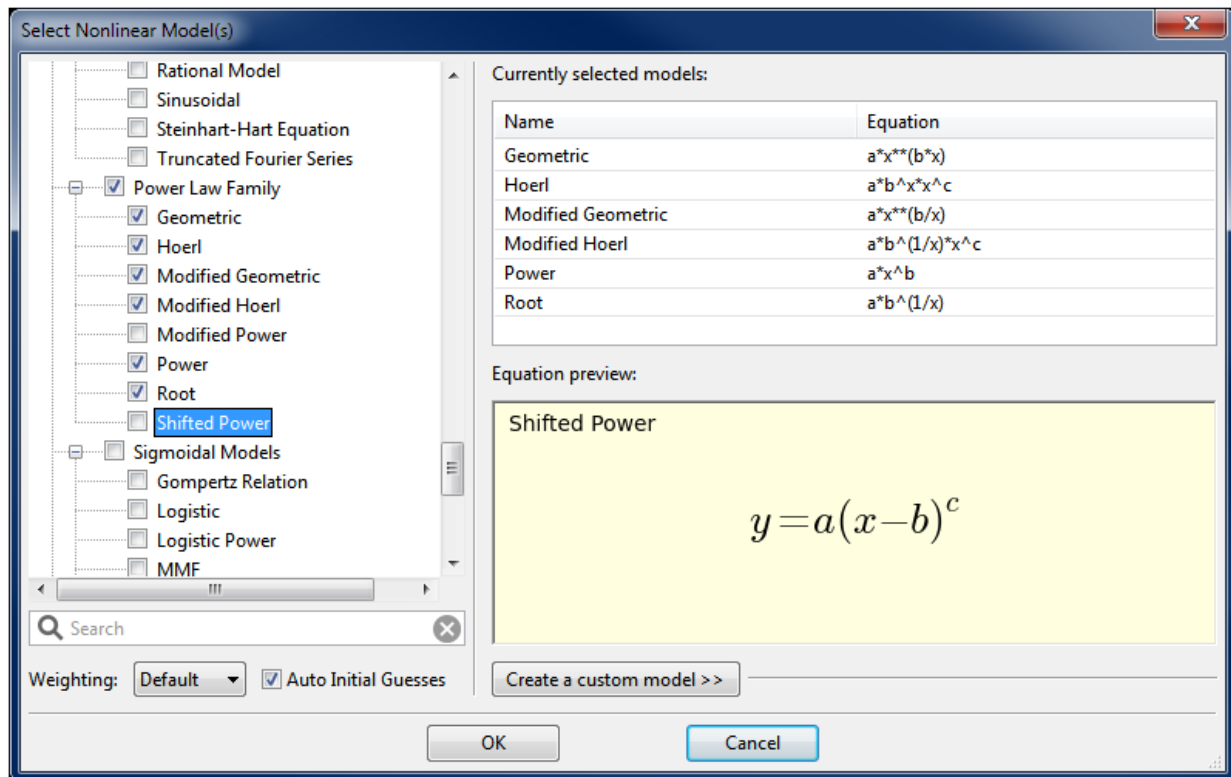 Select Nonlinear Model(s)
Rational Model
Sinusoidal
Steinhart-Hart Equation
Truncated Fourier Series
Power Law Family
Geometric
Hoerl
Modified Geometric
Modified Hoerl
Modified Power
Power
Root
Shifted Power
Sigmoidal Models
Gompertz Relation
Logistic
Logistic Power
MMF
Search
Weighting: Default Auto Initial Guesses
Currently selected models:
Name Equation
Geometric a*x**(b*x)
Hoerl a*b^x*x^c
Modified Geometric a*x**(b/x)
Modified Hoerl a*b^(1/x)*x^c
Power a*x^b
Root a*b^(1/x)
Equation preview:
Shifted Power
y=a(x−b)^c
Create a custom model >>
OK Cancel